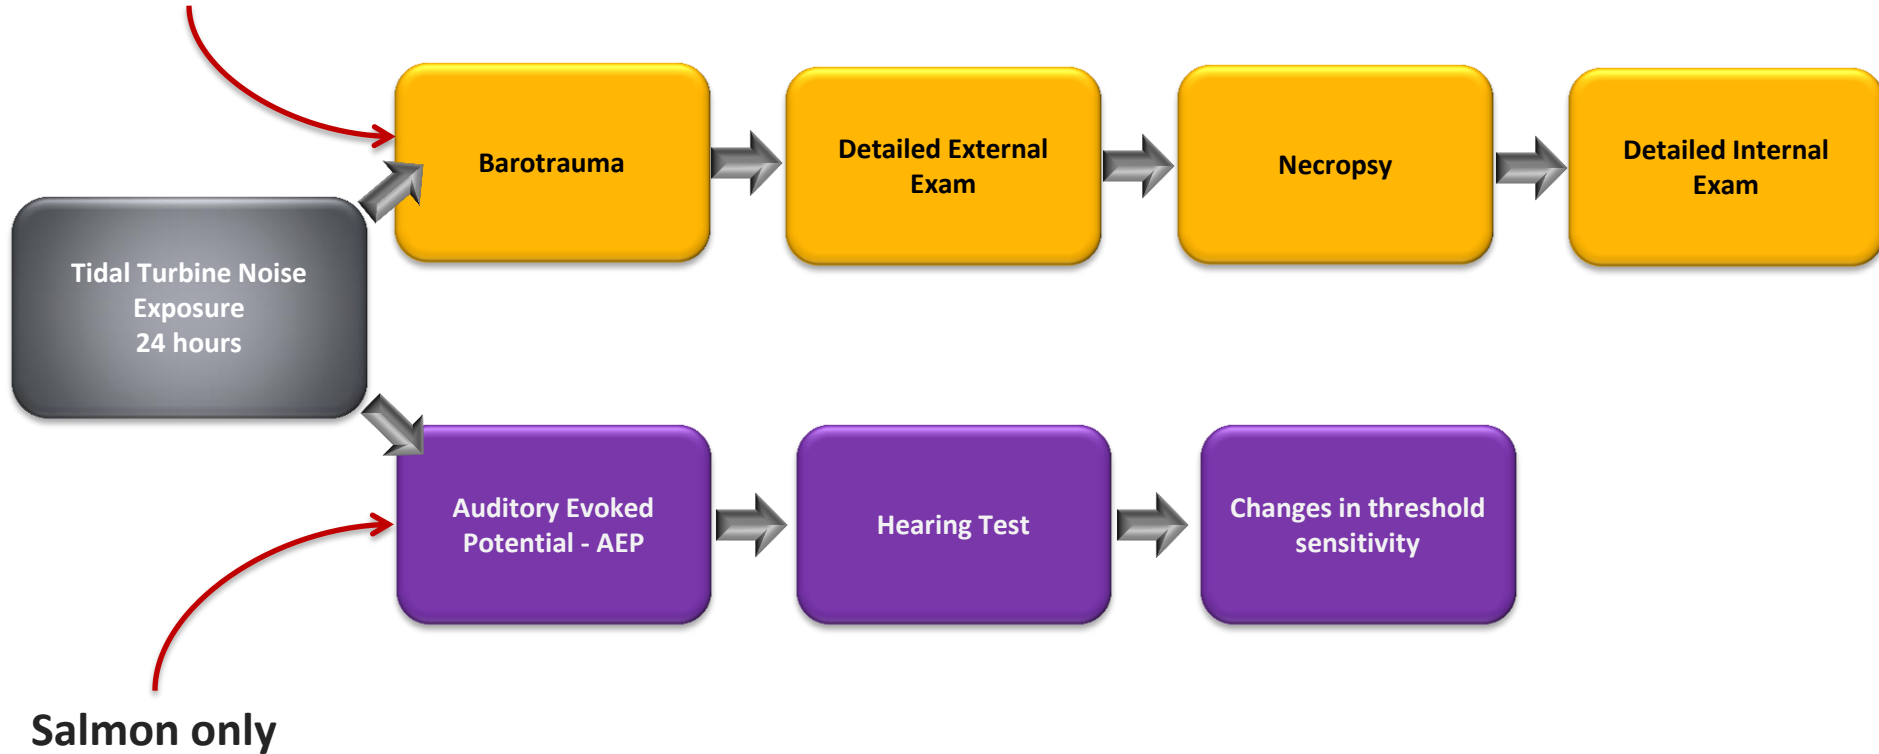 Barotrauma
Detailed External
Exam
Necropsy
Detailed Internal
Exam
Tidal Turbine Noise
Exposure
24 hours
Auditory Evoked
Potential - AEP
Hearing Test
Changes in threshold
sensitivity
Salmon only